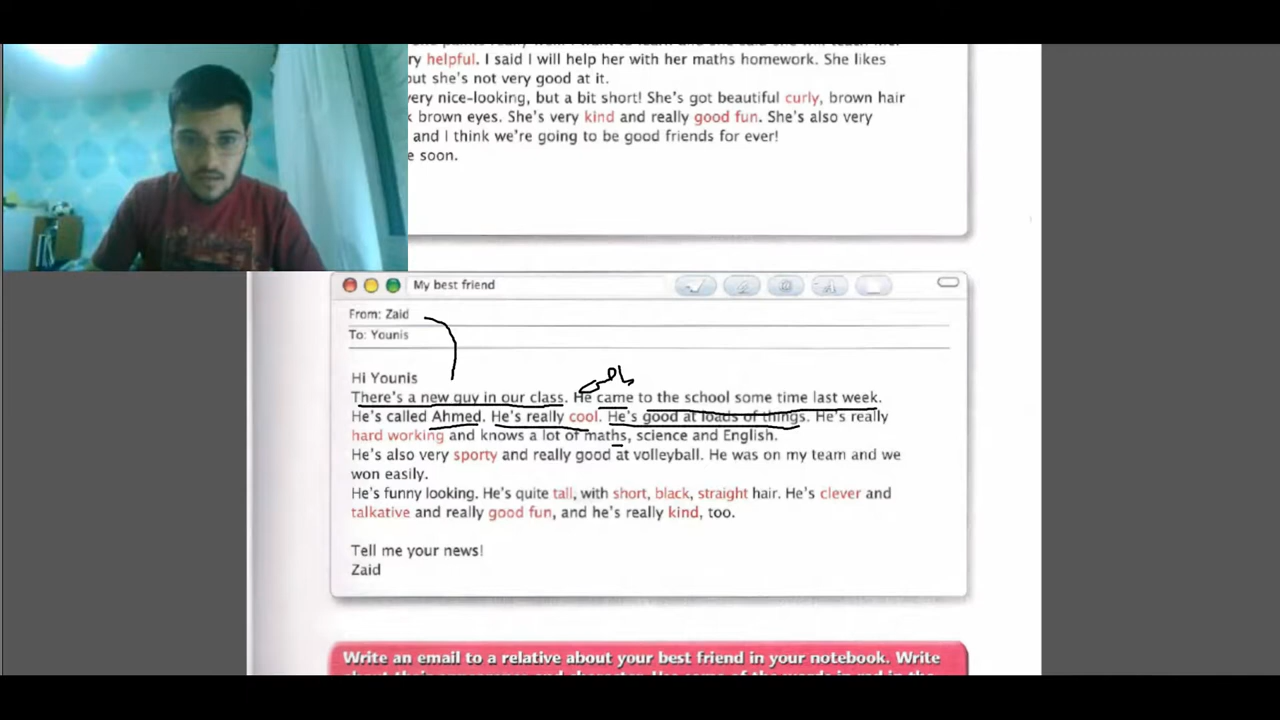 ry helpful. I said I will help her with her maths homework. She likes
out she's not very good at it.
very nice-looking, but a bit short! She's got beautiful curly, brown hair
k brown eyes. She's very kind and really good fun. She's also very
and I think we're going to be good friends for ever!
e soon.
My best friend
From: Zaid
To: Younis
Hi Younis
There's a new guy in our class. He came to the school some time last week.
He's called Ahmed. He's really cool. He's good at loads of things. He's really
hard working and knows a lot of maths, science and English.
He's also very sporty and really good at volleyball. He was on my team and we
won easily.
He's funny looking. He's quite tall, with short, black, straight hair. He's clever and
talkative and really good fun, and he's really kind, too.
Tell me your news!
Zaid
Write an email to a relative about your best friend in your notebook. Write